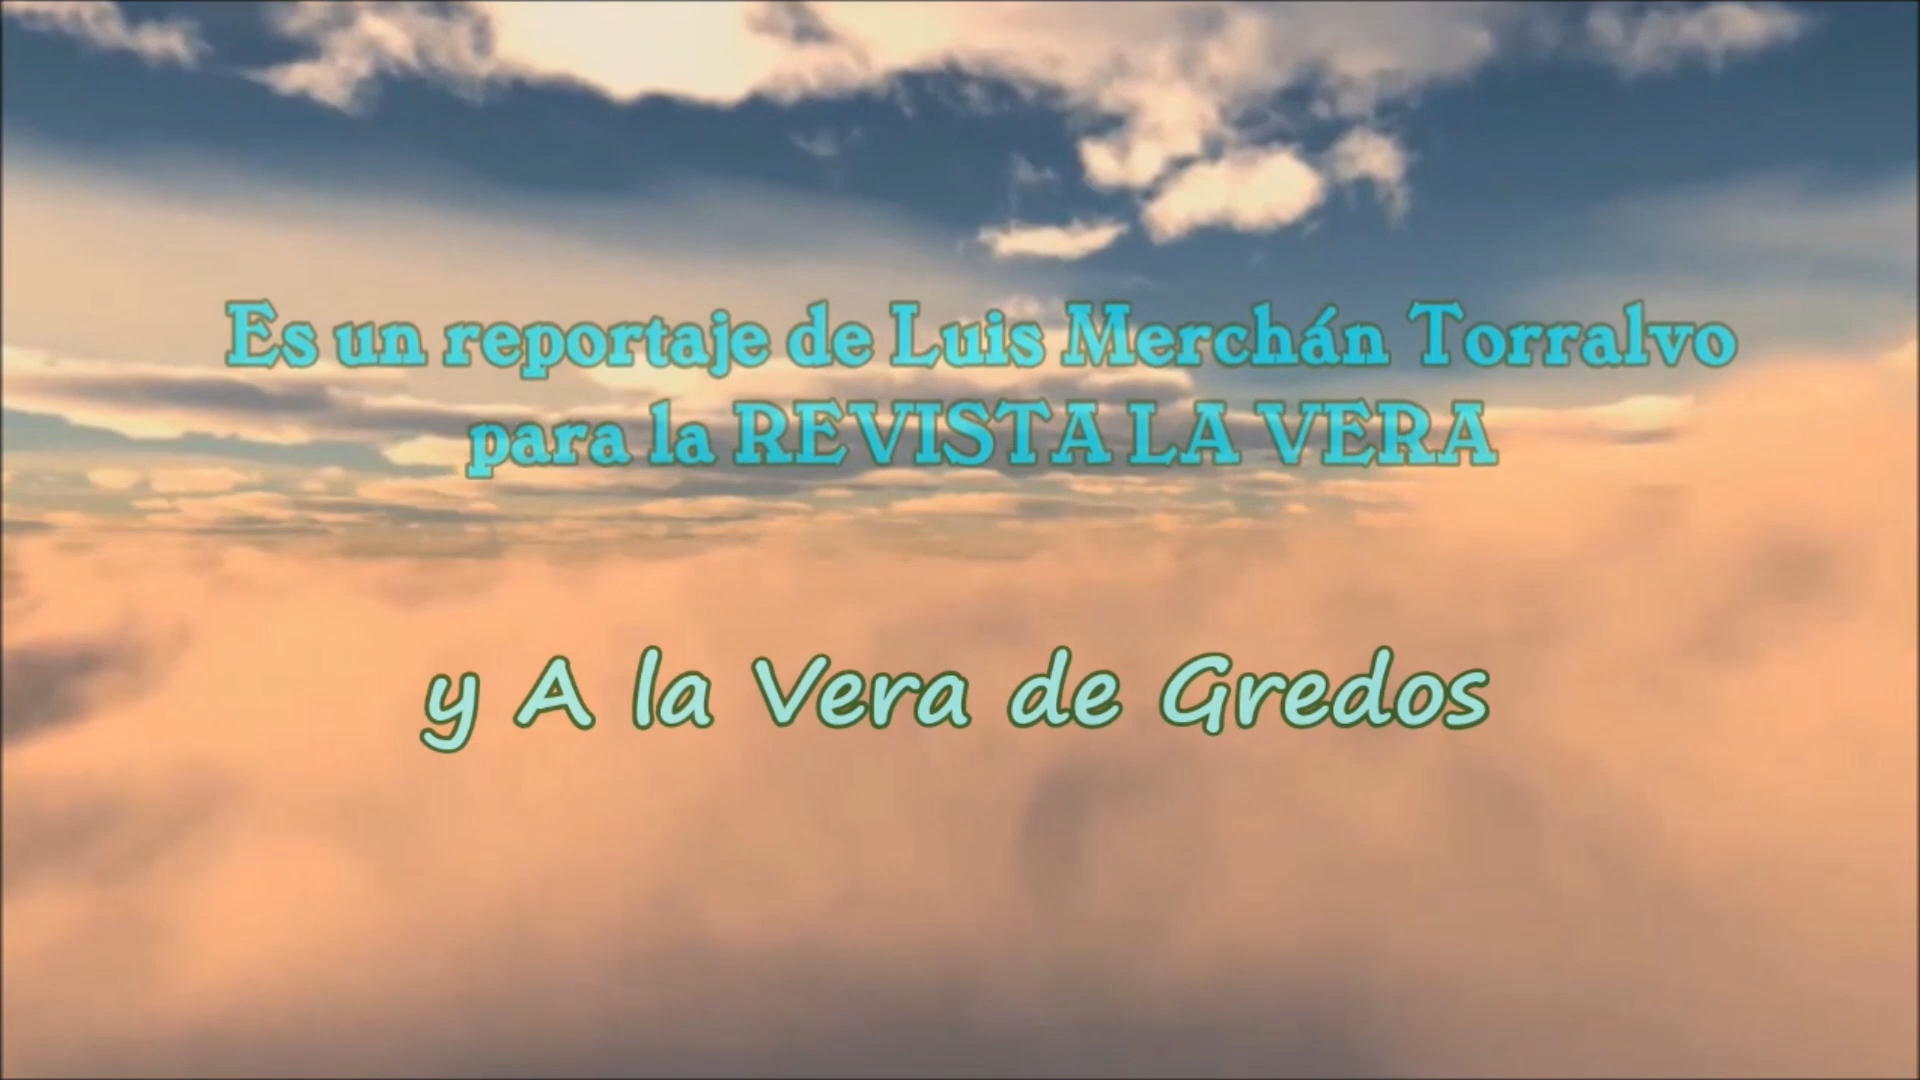 Es un reportaje de Luis Merchán Torralvo
para la REVISTA LA VERA
y A la Vera de Gredos